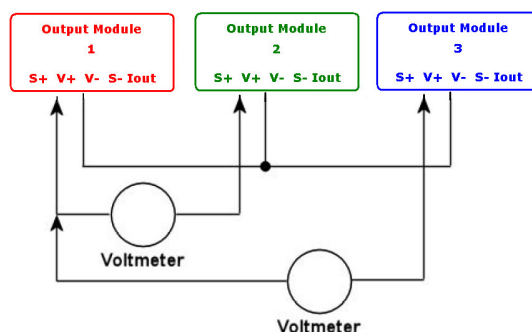 Output Module
1
S+ V+ V- S- Iout
Output Module
2
S+ V+ V- S- Iout
Output Module
3
S+ V+ V- S- Iout
Voltmeter
Voltmeter